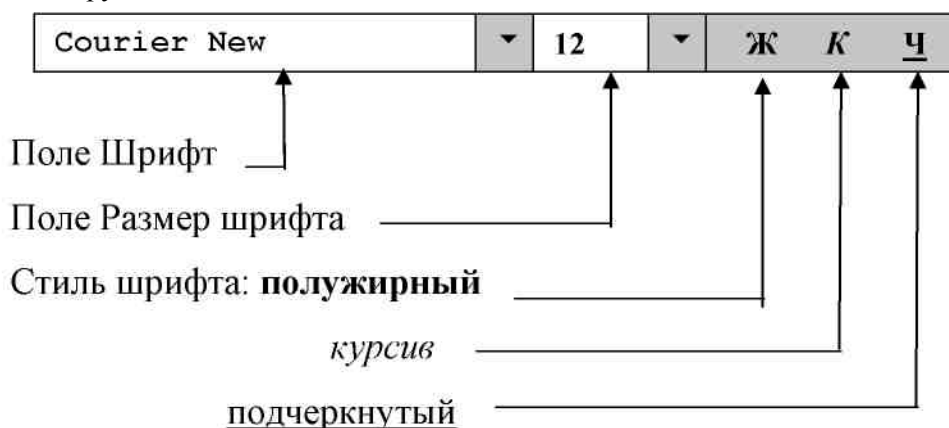 Courier New 12 Ж К Ч
Поле Шрифт
Поле Размер шрифта
Стиль шрифта: полужирный
курсив
подчеркнутый